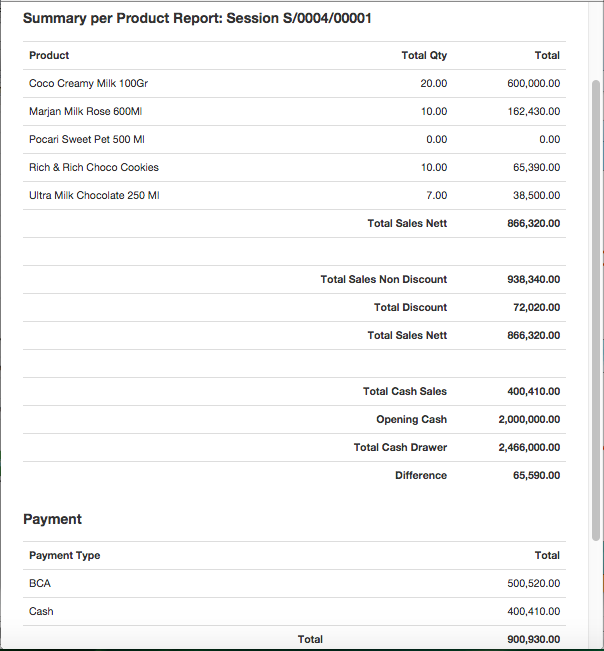 Summary per Product Report: Session S/0004/00001
Product Total Qty Total
Coco Creamy Milk 100Gr 20.00 600,000.00
Marjan Milk Rose 600Ml 10.00 162,430.00
Pocari Sweet Pet 500 Ml 0.00 0.00
Rich & Rich Choco Cookies 10.00 65,390.00
Ultra Milk Chocolate 250 Ml 7.00 38,500.00
Total Sales Nett 866,320.00
Total Sales Non Discount 938,340.00
Total Discount 72,020.00
Total Sales Nett 866,320.00
Total Cash Sales 400,410.00
Opening Cash 2,000,000.00
Total Cash Drawer 2,466,000.00
Difference 65,590.00
Payment
Payment Type Total
BCA 500,520.00
Cash 400,410.00
Total 900,930.00